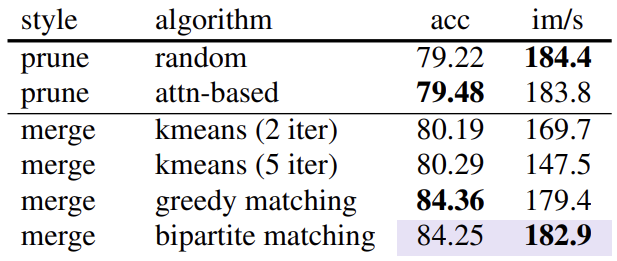 style algorithm acc im/s
prune random 79.22 184.4
prune attn-based 79.48 183.8
merge kmeans (2 iter) 80.19 169.7
merge kmeans (5 iter) 80.29 147.5
merge greedy matching 84.36 179.4
merge bipartite matching 84.25 182.9